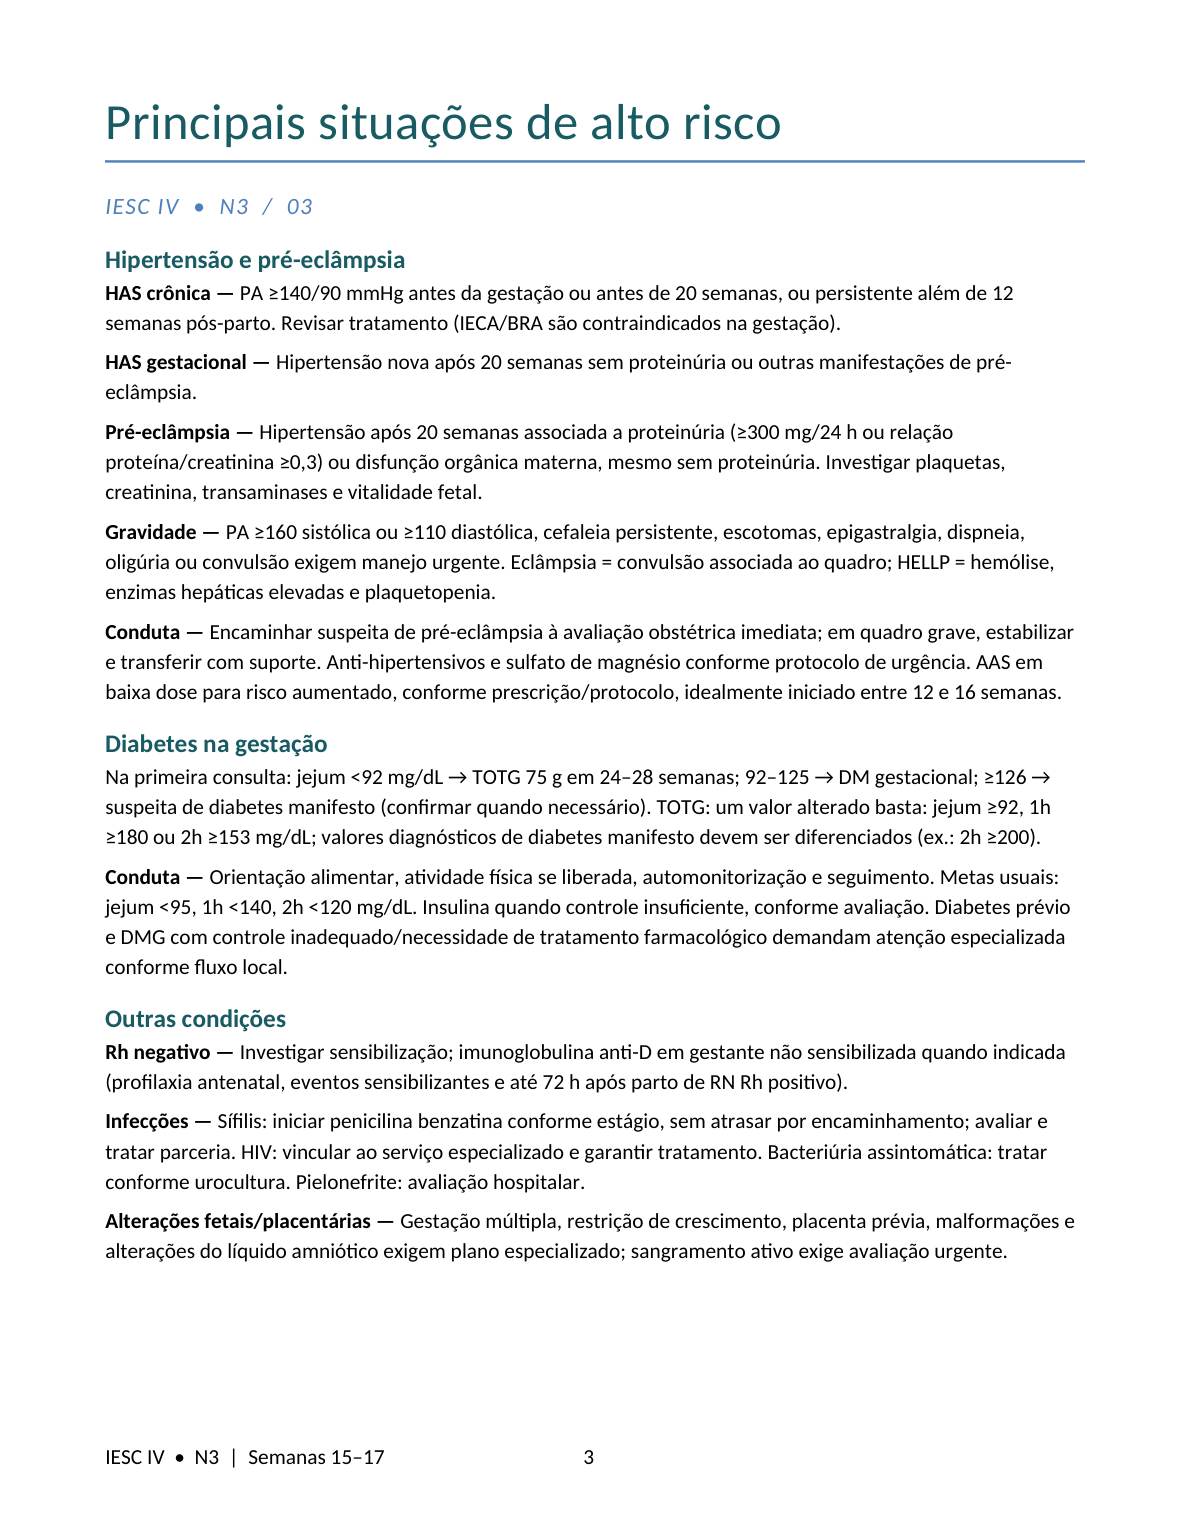 Principais situações de alto risco
IESC IV • N3 / 03
Hipertensão e pré-eclâmpsia
HAS crônica — PA ≥140/90 mmHg antes da gestação ou antes de 20 semanas, ou persistente além de 12
semanas pós-parto. Revisar tratamento (IECA/BRA são contraindicados na gestação).
HAS gestacional — Hipertensão nova após 20 semanas sem proteinúria ou outras manifestações de pré-
eclâmpsia.
Pré-eclâmpsia — Hipertensão após 20 semanas associada a proteinúria (≥300 mg/24 h ou relação
proteína/creatinina ≥0,3) ou disfunção orgânica materna, mesmo sem proteinúria. Investigar plaquetas,
creatinina, transaminases e vitalidade fetal.
Gravidade — PA ≥160 sistólica ou ≥110 diastólica, cefaleia persistente, escotomas, epigastralgia, dispneia,
oligúria ou convulsão exigem manejo urgente. Eclâmpsia = convulsão associada ao quadro; HELLP = hemólise,
enzimas hepáticas elevadas e plaquetopenia.
Conduta — Encaminhar suspeita de pré-eclâmpsia à avaliação obstétrica imediata; em quadro grave, estabilizar
e transferir com suporte. Anti-hipertensivos e sulfato de magnésio conforme protocolo de urgência. AAS em
baixa dose para risco aumentado, conforme prescrição/protocolo, idealmente iniciado entre 12 e 16 semanas.
Diabetes na gestação
Na primeira consulta: jejum <92 mg/dL → TOTG 75 g em 24–28 semanas; 92–125 → DM gestacional; ≥126 →
suspeita de diabetes manifesto (confirmar quando necessário). TOTG: um valor alterado basta: jejum ≥92, 1h
≥180 ou 2h ≥153 mg/dL; valores diagnósticos de diabetes manifesto devem ser diferenciados (ex.: 2h ≥200).
Conduta — Orientação alimentar, atividade física se liberada, automonitorização e seguimento. Metas usuais:
jejum <95, 1h <140, 2h <120 mg/dL. Insulina quando controle insuficiente, conforme avaliação. Diabetes prévio
e DMG com controle inadequado/necessidade de tratamento farmacológico demandam atenção especializada
conforme fluxo local.
Outras condições
Rh negativo — Investigar sensibilização; imunoglobulina anti-D em gestante não sensibilizada quando indicada
(profilaxia antenatal, eventos sensibilizantes e até 72 h após parto de RN Rh positivo).
Infecções — Sífilis: iniciar penicilina benzatina conforme estágio, sem atrasar por encaminhamento; avaliar e
tratar parceria. HIV: vincular ao serviço especializado e garantir tratamento. Bacteriúria assintomática: tratar
conforme urocultura. Pielonefrite: avaliação hospitalar.
Alterações fetais/placentárias — Gestação múltipla, restrição de crescimento, placenta prévia, malformações e
alterações do líquido amniótico exigem plano especializado; sangramento ativo exige avaliação urgente.
IESC IV • N3 | Semanas 15–17 3